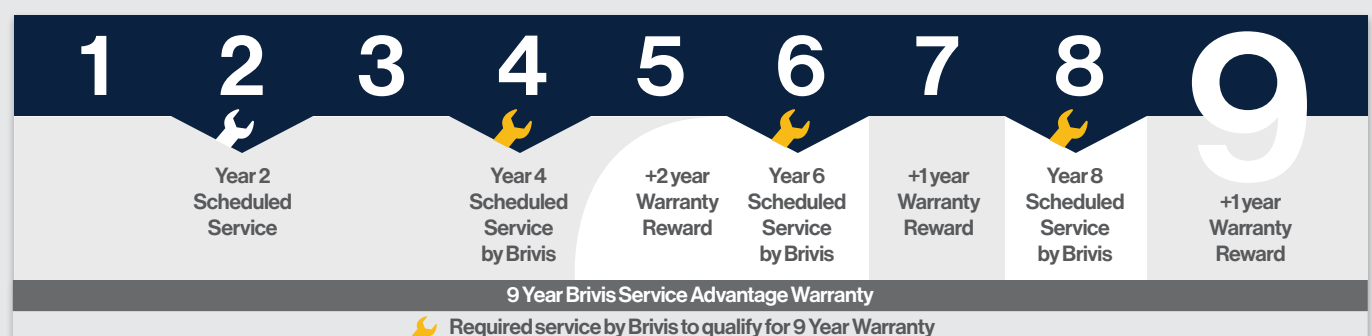 1 2 3 4 5 6 7 8 9
Year 2
Scheduled
Service
Year 4
Scheduled
Service
by Brivis
+2 year
Warranty
Reward
Year 6
Scheduled
Service
by Brivis
+1 year
Warranty
Reward
Year 8
Scheduled
Service
by Brivis
+1 year
Warranty
Reward
9 Year Brivis Service Advantage Warranty
Required service by Brivis to qualify for 9 Year Warranty